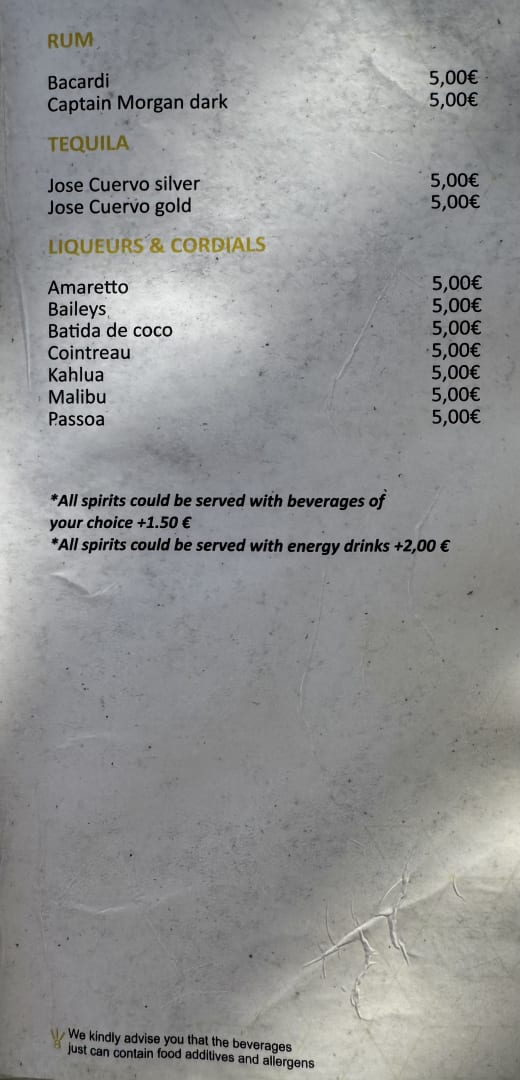 RUM
Bacardi 5,00€
Captain Morgan dark 5,00€
TEQUILA
Jose Cuervo silver 5,00€
Jose Cuervo gold 5,00€
LIQUEURS & CORDIALS
Amaretto 5,00€
Baileys 5,00€
Batida de coco 5,00€
Cointreau 5,00€
Kahlua 5,00€
Malibu 5,00€
Passoa 5,00€
*All spirits could be served with beverages of
your choice +1.50 €
*All spirits could be served with energy drinks +2,00 €
We kindly advise you that the beverages
just can contain food additives and allergens